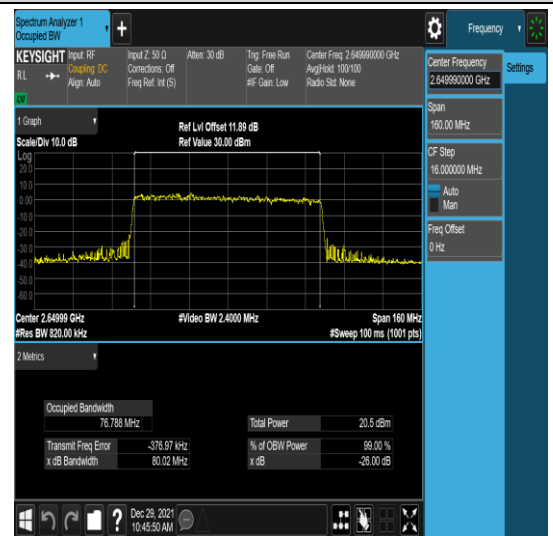 Spectrum Analyzer 1
Occupied BW
+
Frequency
KEYSIGHT Input: RF Input Z: 50 Ω Atten: 30 dB Trig: Free Run Center Freq: 2.649990000 GHz
RL Coupling: DC Corrections: Off Gate: Off Avg|Hold: 100/100
Align: Auto Freq Ref: Int (S) #IF Gain: Low Radio Std: None
Center Frequency
2.649990000 GHz
Settings
Span
160.00 MHz
CF Step
16.000000 MHz
Auto
Man
Freq Offset
0 Hz
1 Graph
Ref Lvl Offset 11.89 dB
Scale/Div 10.0 dB Ref Value 30.00 dBm
Log
20.0
10.0
0.00
-10.0
-20.0
-30.0
-40.0
-50.0
-60.0
Center 2.64999 GHz #Video BW 2.4000 MHz Span 160 MHz
#Res BW 820.00 kHz #Sweep 100 ms (1001 pts)
2 Metrics
Occupied Bandwidth
76.788 MHz Total Power 20.5 dBm
Transmit Freq Error -376.97 kHz % of OBW Power 99.00 %
x dB Bandwidth 80.02 MHz x dB -26.00 dB
? Dec 29, 2021
10:45:50 AM